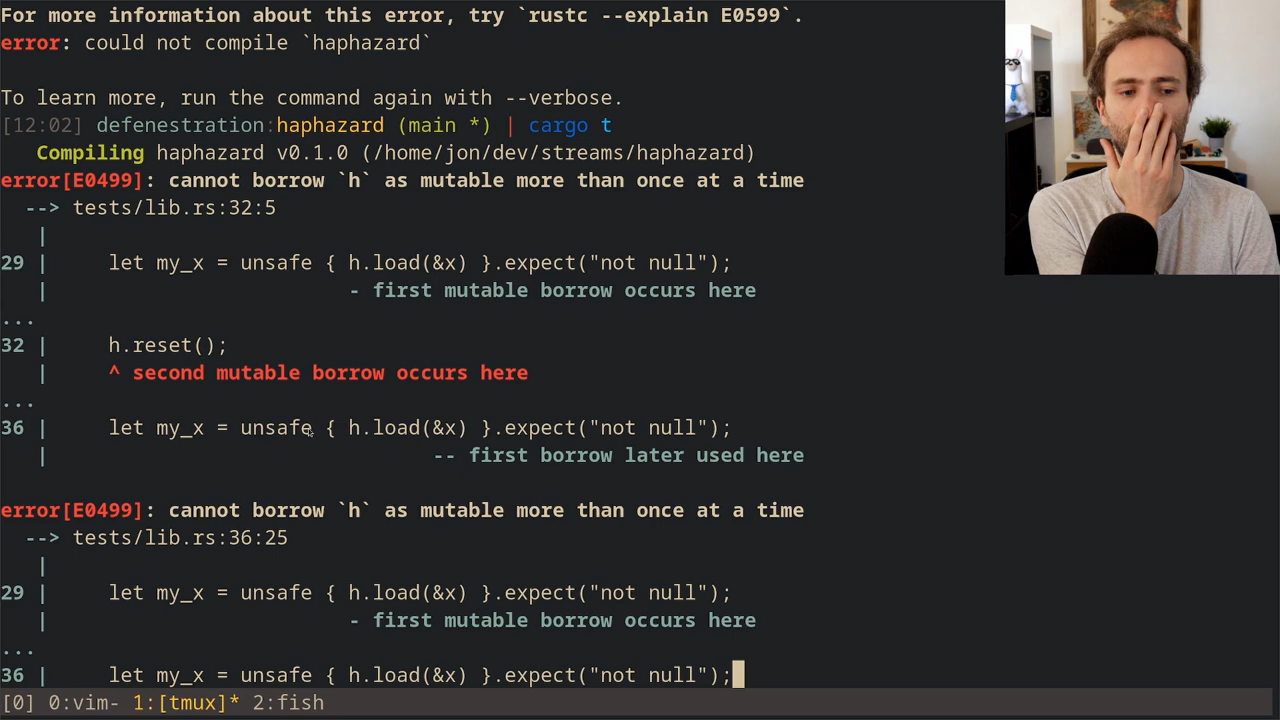 For more information about this error, try `rustc --explain E0599`.
error: could not compile `haphazard`
To learn more, run the command again with --verbose.
[12:02] defenestration:haphazard (main *) | cargo t
   Compiling haphazard v0.1.0 (/home/jon/dev/streams/haphazard)
error[E0499]: cannot borrow `h` as mutable more than once at a time
  --> tests/lib.rs:32:5
   |
29 |     let my_x = unsafe { h.load(&x) }.expect("not null");
   |                         - first mutable borrow occurs here
...
32 |     h.reset();
   |     ^ second mutable borrow occurs here
...
36 |     let my_x = unsafe { h.load(&x) }.expect("not null");
   |                                -- first borrow later used here
error[E0499]: cannot borrow `h` as mutable more than once at a time
  --> tests/lib.rs:36:25
   |
29 |     let my_x = unsafe { h.load(&x) }.expect("not null");
   |                         - first mutable borrow occurs here
...
36 |     let my_x = unsafe { h.load(&x) }.expect("not null");
[0] 0:vim- 1:[tmux]* 2:fish